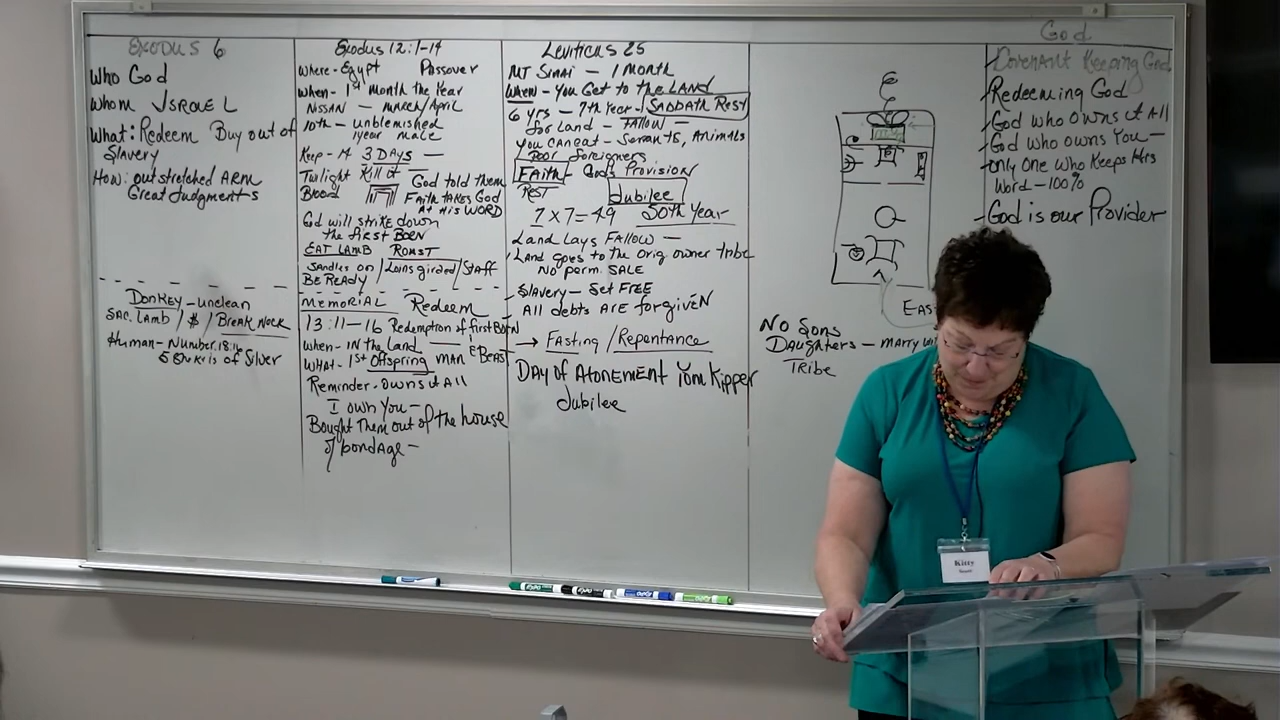 Exodus 6
Who God
Whom Israel
What: Redeem Buy out of
Slavery
How: outstretched ARM
Great Judgments
Donkey - unclean
Sac. Lamb / $ / Break Neck
Human - Number 18:
5 Shekels of Silver
Exodus 12:1-14
Where - Egypt Passover
When - 1st Month the Year
Nissan - March/April
10th - unblemished
1 year male
Keep - 14 3 Days -
Twilight Kill it -
Blood God told them
Faith takes God
At His WORD
God will strike down
the First Born
EAT LAMB ROAST
Sandles on / Loins girded / Staff
BE READY
MEMORIAL Redeem
13:11-16 Redemption of first Born
when - IN the Land
WHAT - 1st Offspring man & Beast
Reminder - owns it All
I own You -
Bought Them out of the house
of bondage -
Leviticus 25
MT Sinai - 1 Month
When - You Get to the LAND
6 yrs - 7th Year - SABBATH Rest
for Land - FALLOW -
You can eat - Servants, Animals
Poor foreigners
Faith - God's Provision
REST
Jubilee
7 x 7 = 49 50th Year
Land Lays Fallow -
Land goes to the orig owner tribe
No perm. SALE
Slavery - Set FREE
All debts ARE forgiven
→ Fasting / Repentance
DAY of Atonement Yom Kipper
Jubilee
No Sons
Daughters - marry
Tribe
God
Covenant Keeping God
Redeeming God
God who owns it All
God who owns You -
only One who Keeps His
Word - 100%
- God is our Provider
EXPO
Kitty